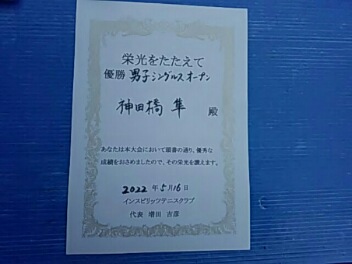 栄光をたたえて
優勝 男子シングルスオープン
神田橋 隼 殿
あなたは本大会において頭書の通り、優秀な
成績をおさめましたので、その栄光を讃えます。
2022年5月16日
インスピリッツテニスクラブ
代表 増田 吉彦